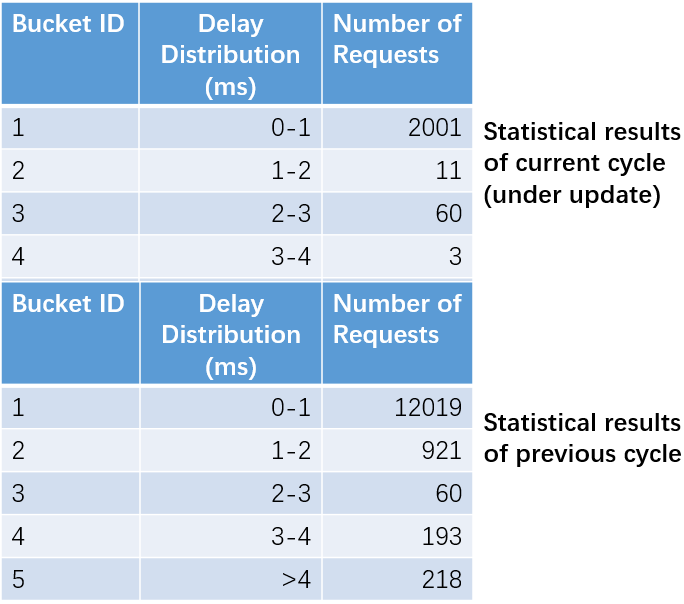 Bucket ID Delay Distribution (ms) Number of Requests
1 0-1 2001
2 1-2 11
3 2-3 60
4 3-4 3
Statistical results
of current cycle
(under update)
Bucket ID Delay Distribution (ms) Number of Requests
1 0-1 12019
2 1-2 921
3 2-3 60
4 3-4 193
5 >4 218
Statistical results
of previous cycle